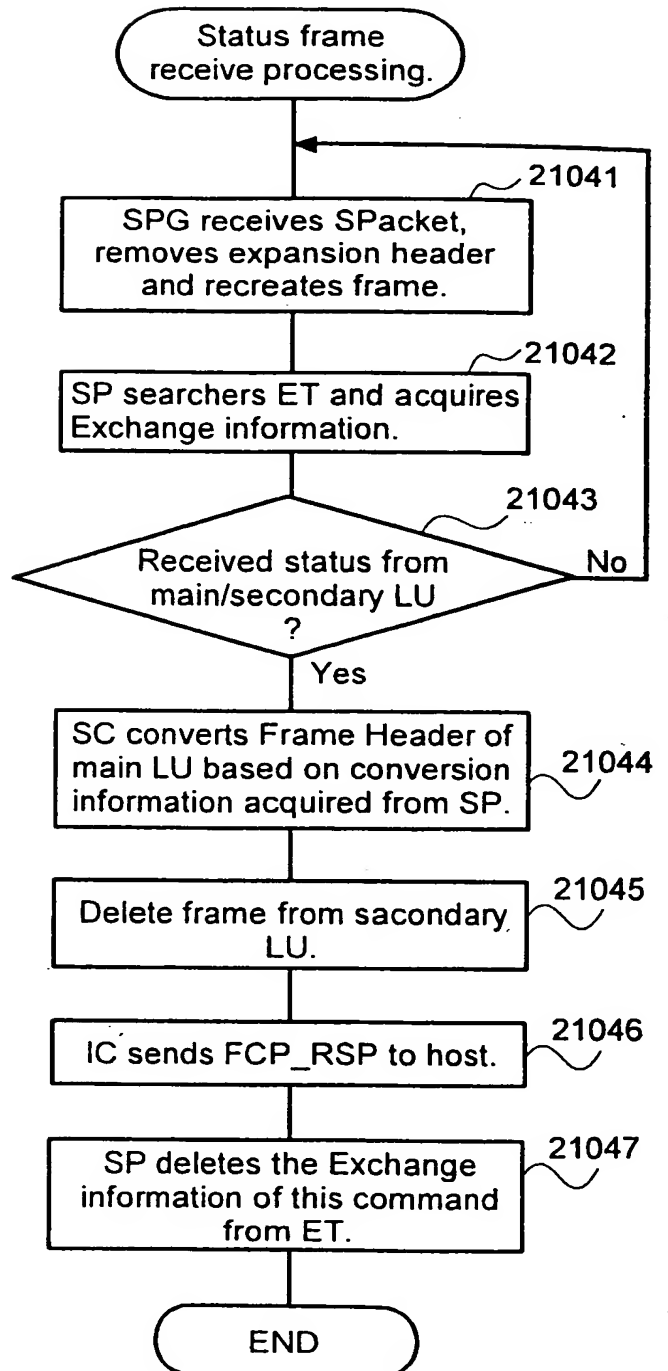 Status frame
receive processing.
21041
SPG receives SPacket,
removes expansion header
and recreates frame.
21042
SP searchers ET and acquires
Exchange information.
21043
Received status from
main/secondary LU
?
No
Yes
SC converts Frame Header of
main LU based on conversion
information acquired from SP.
21044
Delete frame from sacondary
LU.
21045
IC sends FCP_RSP to host.
21046
SP deletes the Exchange
information of this command
from ET.
21047
END